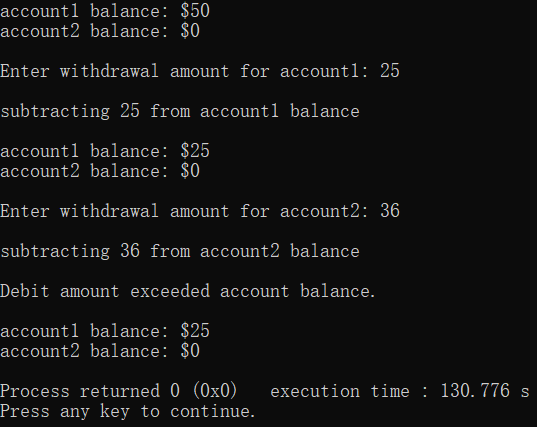 account1 balance: $50
account2 balance: $0
Enter withdrawal amount for account1: 25
subtracting 25 from account1 balance
account1 balance: $25
account2 balance: $0
Enter withdrawal amount for account2: 36
subtracting 36 from account2 balance
Debit amount exceeded account balance.
account1 balance: $25
account2 balance: $0
Process returned 0 (0x0)   execution time : 130.776 s
Press any key to continue.